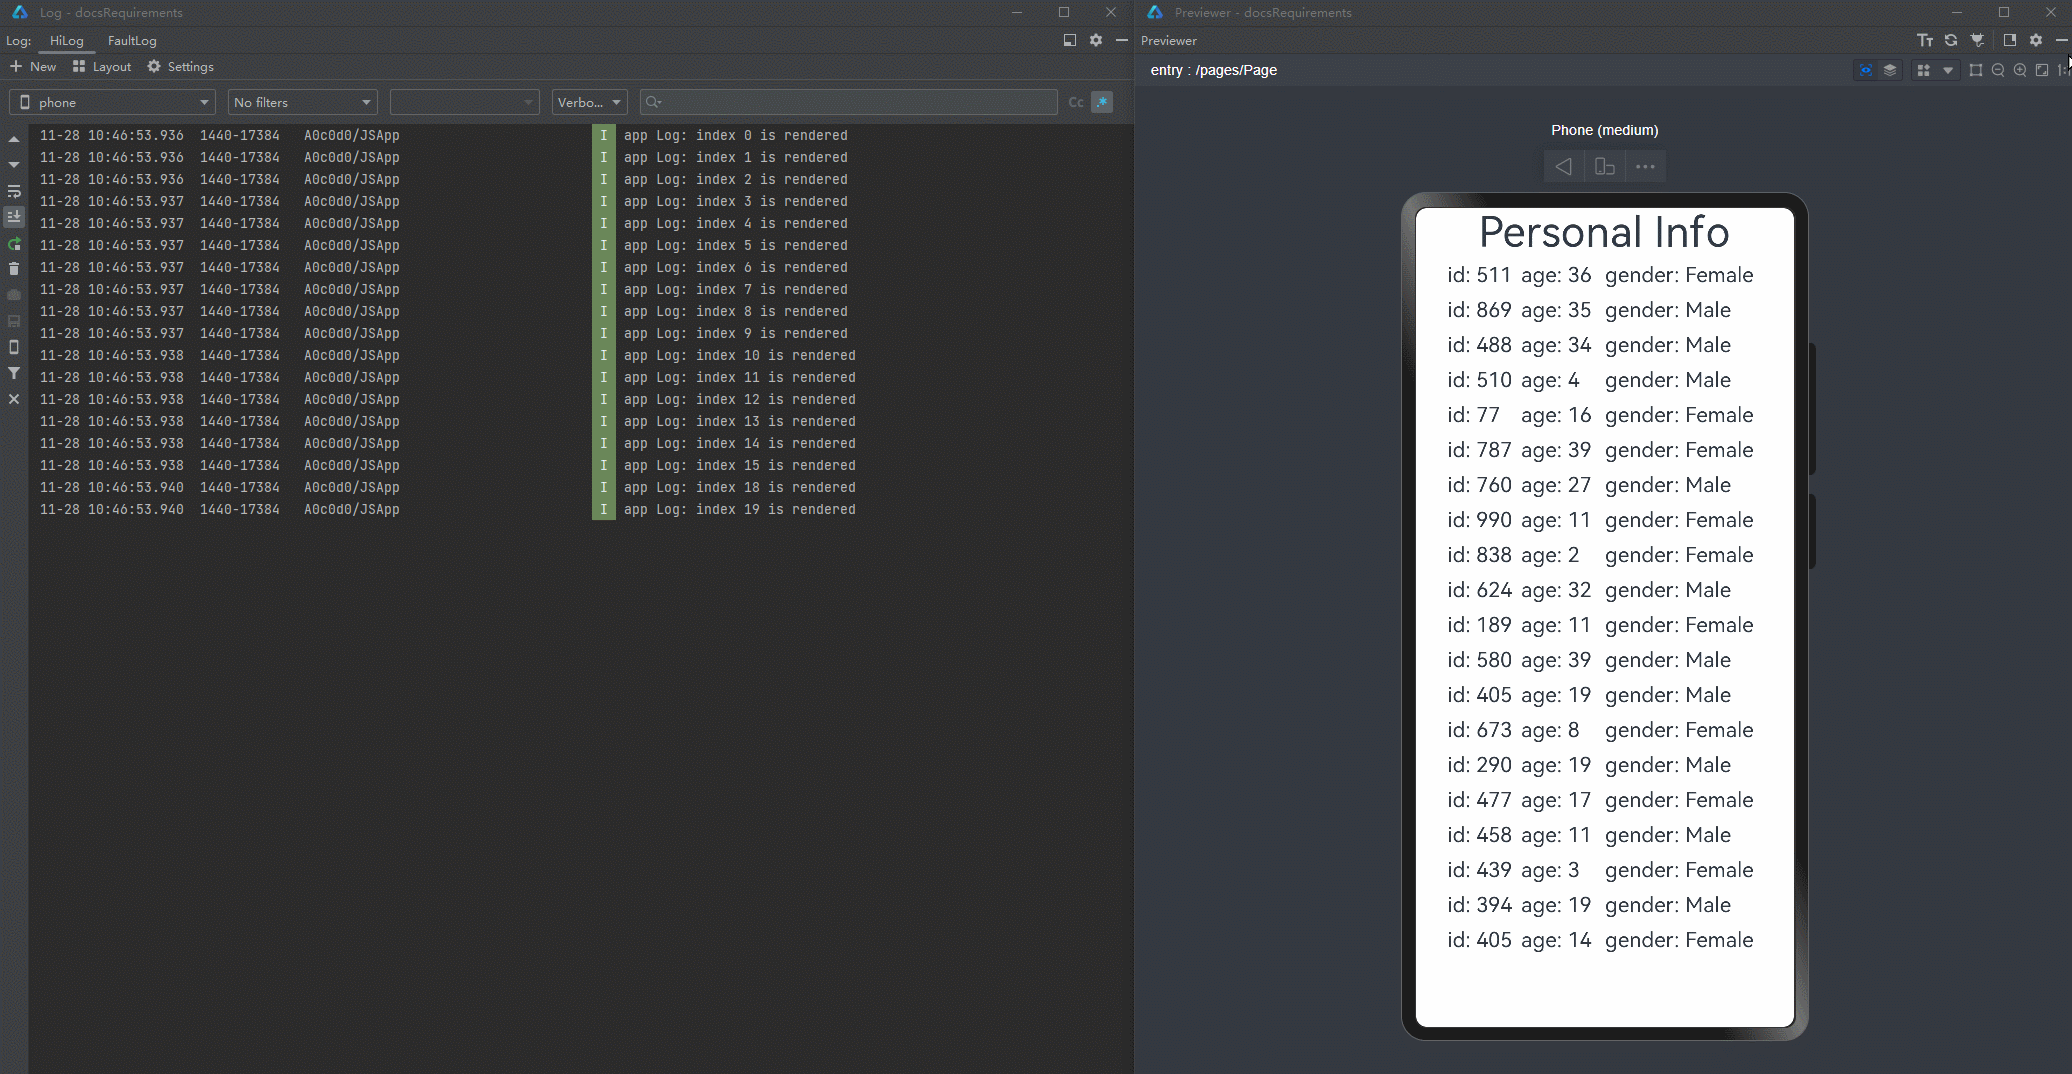 Log - docsRequirements
Log: HiLog FaultLog
New Layout Settings
phone No filters Verbo... Cc .*
11-28 10:46:53.936 1440-17384 A0c0d0/JSApp I app Log: index 0 is rendered
11-28 10:46:53.936 1440-17384 A0c0d0/JSApp I app Log: index 1 is rendered
11-28 10:46:53.936 1440-17384 A0c0d0/JSApp I app Log: index 2 is rendered
11-28 10:46:53.937 1440-17384 A0c0d0/JSApp I app Log: index 3 is rendered
11-28 10:46:53.937 1440-17384 A0c0d0/JSApp I app Log: index 4 is rendered
11-28 10:46:53.937 1440-17384 A0c0d0/JSApp I app Log: index 5 is rendered
11-28 10:46:53.937 1440-17384 A0c0d0/JSApp I app Log: index 6 is rendered
11-28 10:46:53.937 1440-17384 A0c0d0/JSApp I app Log: index 7 is rendered
11-28 10:46:53.937 1440-17384 A0c0d0/JSApp I app Log: index 8 is rendered
11-28 10:46:53.937 1440-17384 A0c0d0/JSApp I app Log: index 9 is rendered
11-28 10:46:53.938 1440-17384 A0c0d0/JSApp I app Log: index 10 is rendered
11-28 10:46:53.938 1440-17384 A0c0d0/JSApp I app Log: index 11 is rendered
11-28 10:46:53.938 1440-17384 A0c0d0/JSApp I app Log: index 12 is rendered
11-28 10:46:53.938 1440-17384 A0c0d0/JSApp I app Log: index 13 is rendered
11-28 10:46:53.938 1440-17384 A0c0d0/JSApp I app Log: index 14 is rendered
11-28 10:46:53.938 1440-17384 A0c0d0/JSApp I app Log: index 15 is rendered
11-28 10:46:53.940 1440-17384 A0c0d0/JSApp I app Log: index 18 is rendered
11-28 10:46:53.940 1440-17384 A0c0d0/JSApp I app Log: index 19 is rendered
Previewer - docsRequirements
Previewer
entry : /pages/Page
Phone (medium)
Personal Info
id: 511 age: 36 gender: Female
id: 869 age: 35 gender: Male
id: 488 age: 34 gender: Male
id: 510 age: 4 gender: Male
id: 77 age: 16 gender: Female
id: 787 age: 39 gender: Female
id: 760 age: 27 gender: Male
id: 990 age: 11 gender: Female
id: 838 age: 2 gender: Female
id: 624 age: 32 gender: Male
id: 189 age: 11 gender: Female
id: 580 age: 39 gender: Male
id: 405 age: 19 gender: Male
id: 673 age: 8 gender: Female
id: 290 age: 19 gender: Male
id: 477 age: 17 gender: Female
id: 458 age: 11 gender: Male
id: 439 age: 3 gender: Female
id: 394 age: 19 gender: Male
id: 405 age: 14 gender: Female